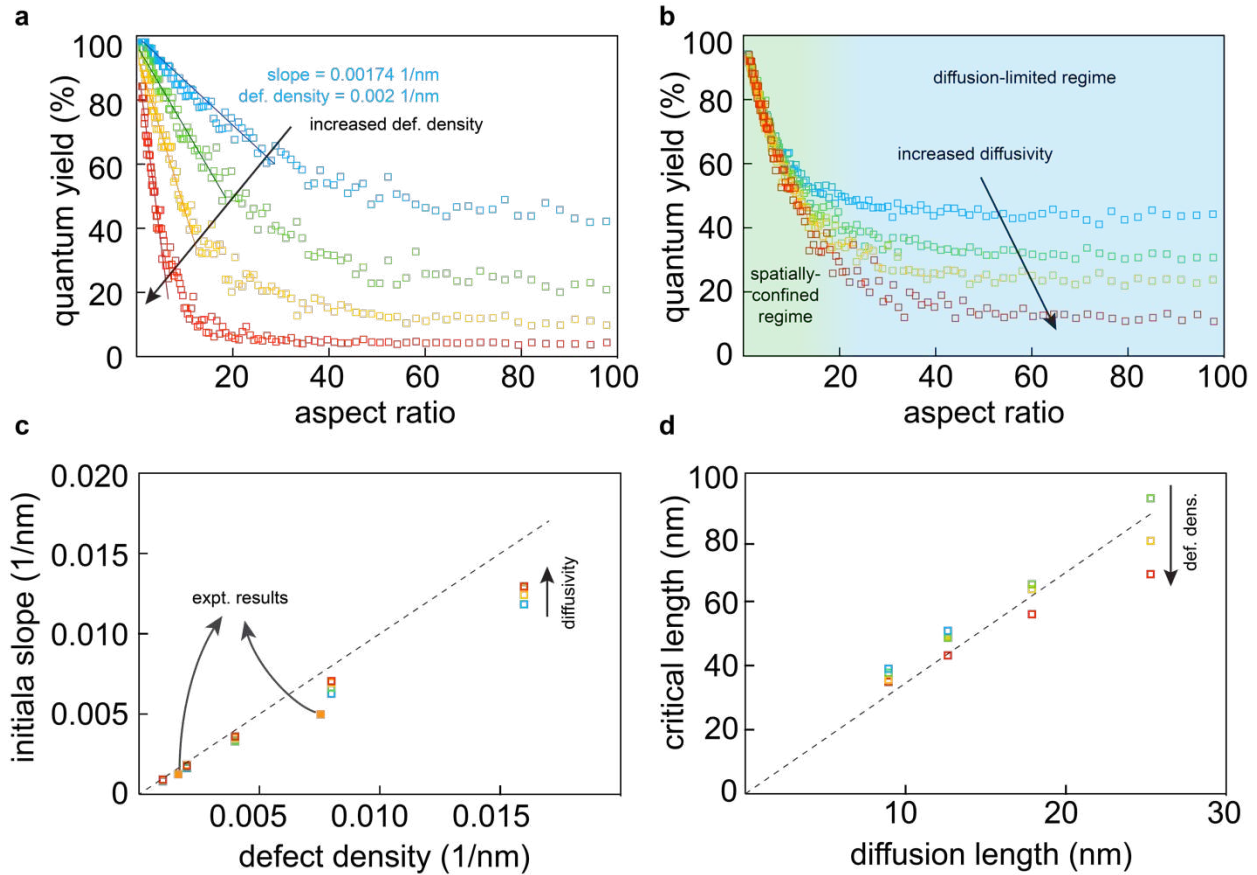 a
100
80
60
40
20
0
quantum yield (%)
slope = 0.00174 1/nm
def. density = 0.002 1/nm
increased def. density
20
40
60
80
100
aspect ratio
b
100
80
60
40
20
0
quantum yield (%)
diffusion-limited regime
increased diffusivity
spatially-
confined
regime
20
40
60
80
100
aspect ratio
c
0.020
0.015
0.010
0.005
0
initiala slope (1/nm)
expt. results
diffusivity
0.005
0.010
0.015
defect density (1/nm)
d
100
80
60
40
20
0
critical length (nm)
def. dens.
10
20
30
diffusion length (nm)